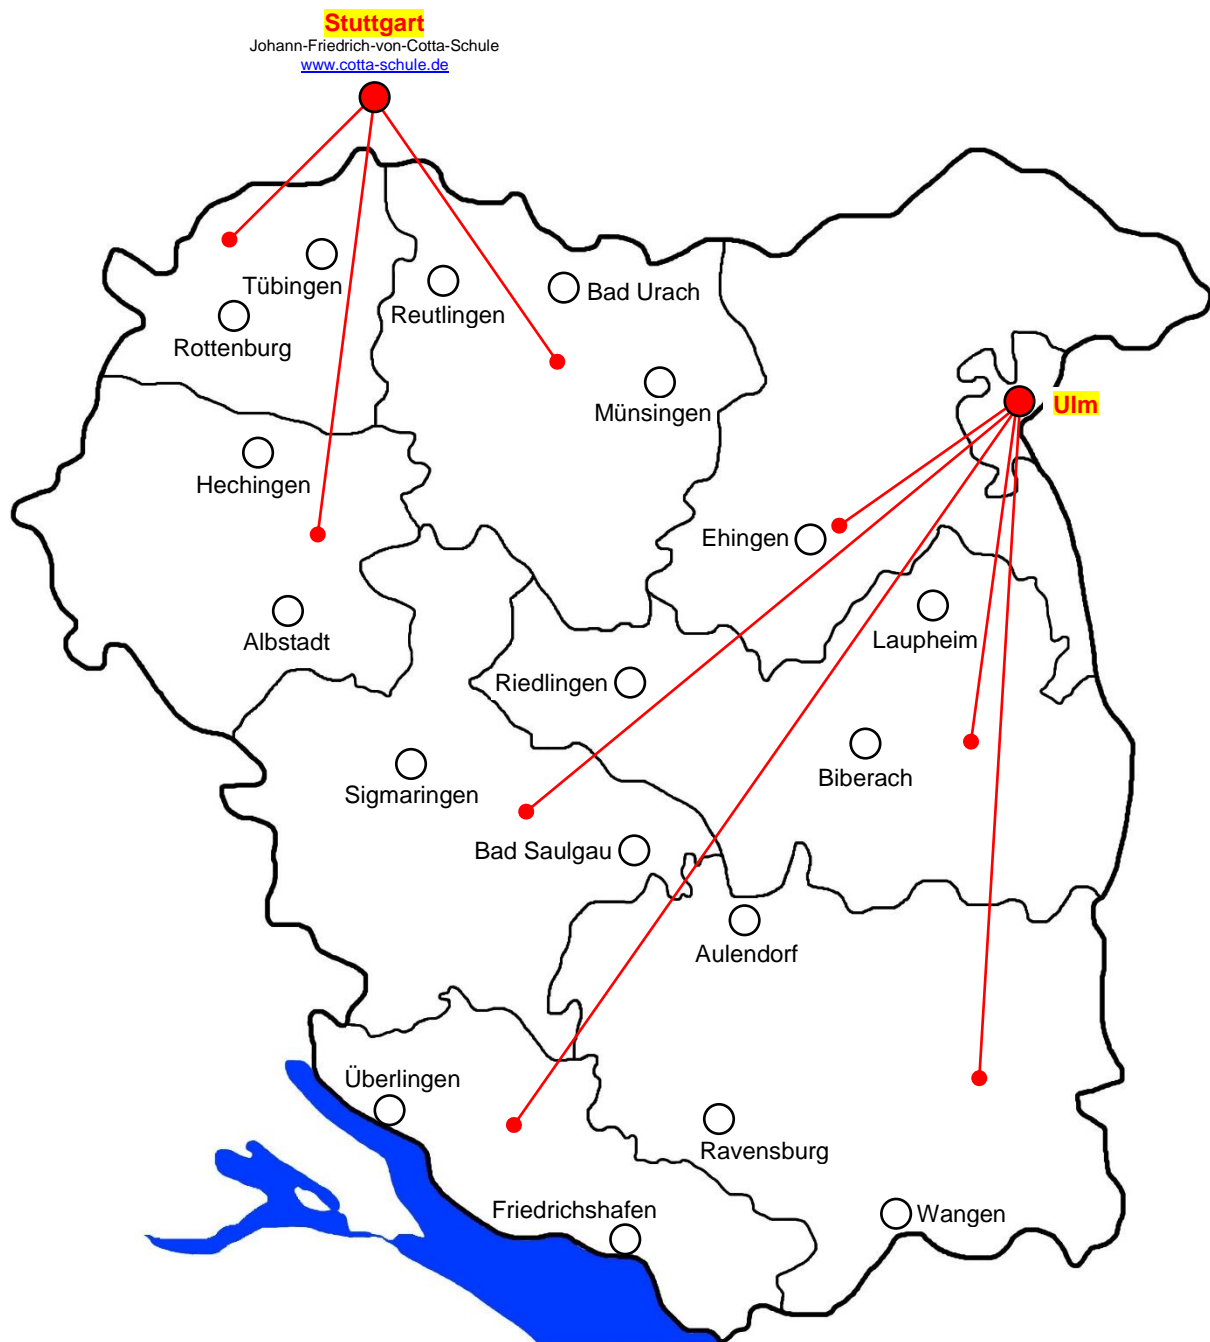 Stuttgart
Johann-Friedrich-von-Cotta-Schule
www.cotta-schule.de
Tübingen
Bad Urach
Reutlingen
Rottenburg
Münsingen
Ulm
Hechingen
Ehingen
Albstadt
Laupheim
Riedlingen
Biberach
Sigmaringen
Bad Saulgau
Aulendorf
Überlingen
Ravensburg
Friedrichshafen
Wangen